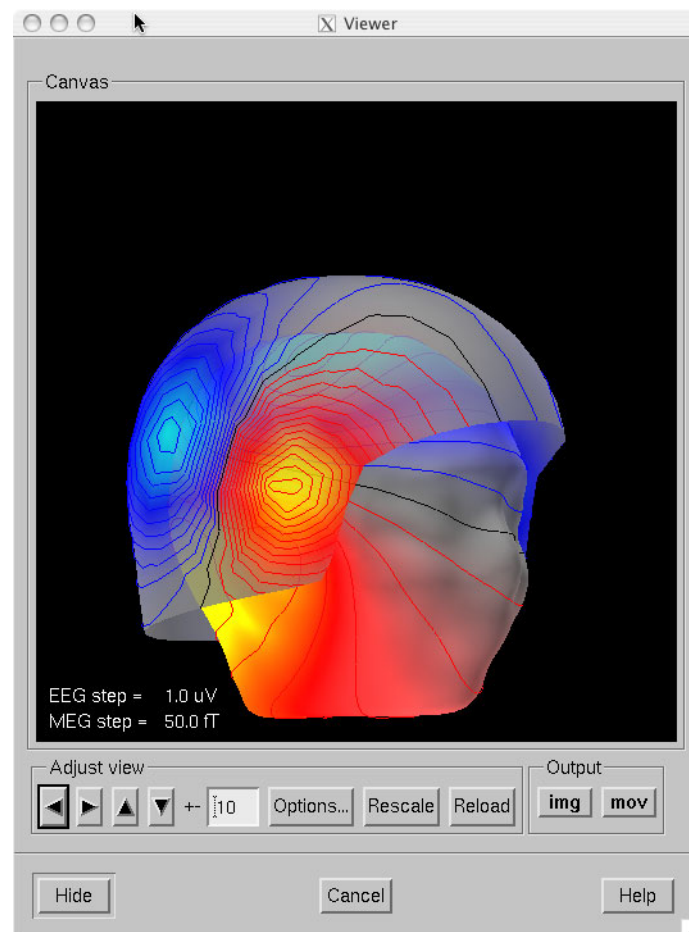 X Viewer
Canvas
EEG step = 1.0 uV
MEG step = 50.0 fT
Adjust view
Output
+- 10 Options... Rescale Reload img mov
Hide Cancel Help